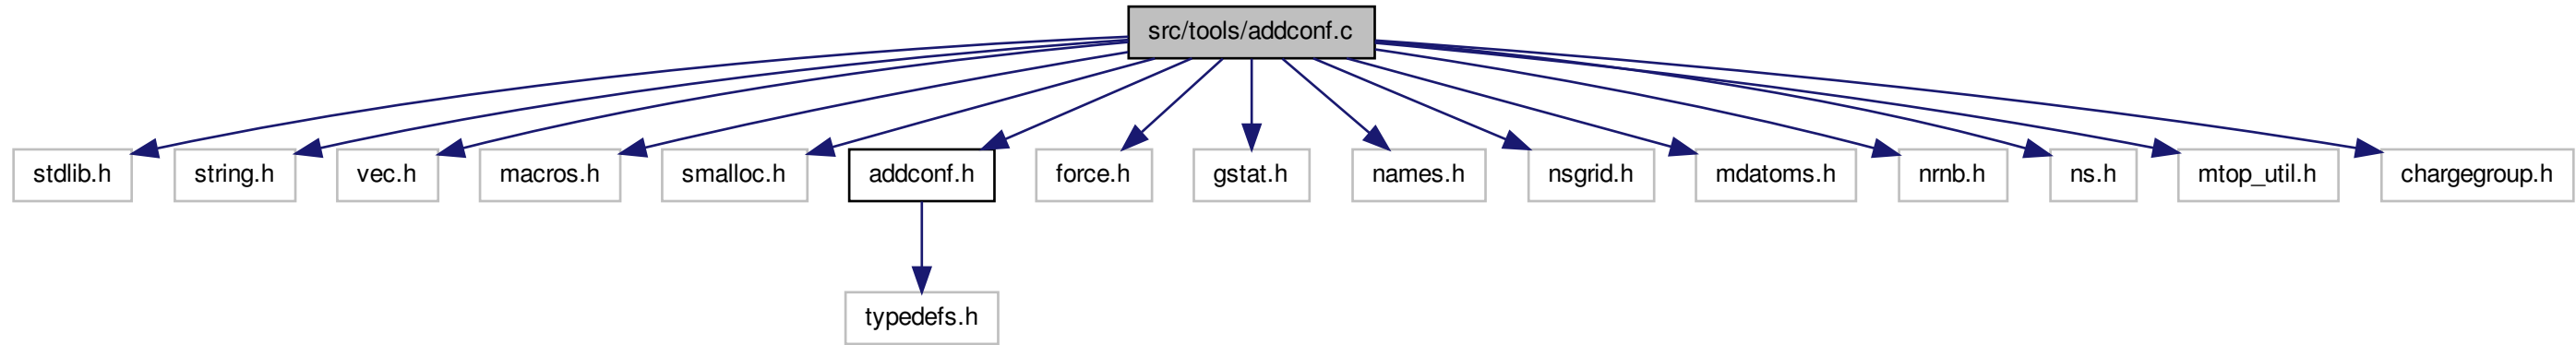 src/tools/addconf.c
stdlib.h
string.h
vec.h
macros.h
smalloc.h
addconf.h
force.h
gstat.h
names.h
nsgrid.h
mdatoms.h
nrnb.h
ns.h
mtop_util.h
chargegroup.h
typedefs.h